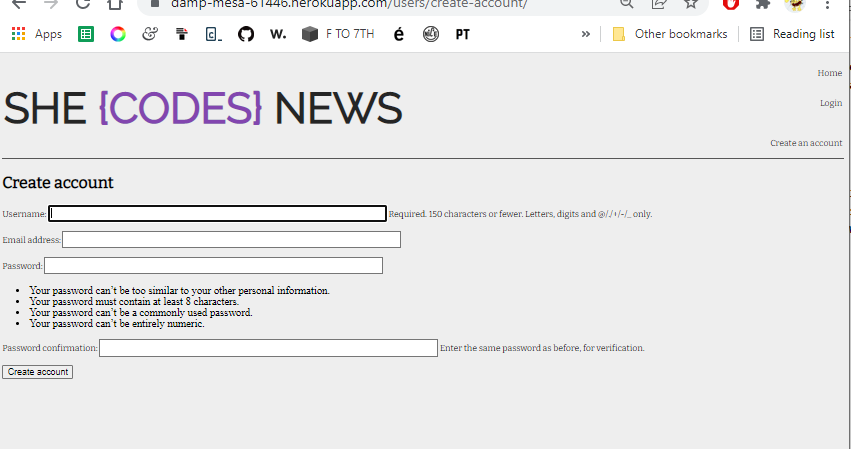 damp-mesa-61446.herokuapp.com/users/create-account/
Apps
F TO 7TH
é
PT
»
Other bookmarks
Reading list
Home
SHE {CODES} NEWS
Login
Create an account
Create account
Username: Required. 150 characters or fewer. Letters, digits and @/./+/-/_ only.
Email address:
Password:
• Your password can't be too similar to your other personal information.
• Your password must contain at least 8 characters.
• Your password can't be a commonly used password.
• Your password can't be entirely numeric.
Password confirmation: Enter the same password as before, for verification.
Create account